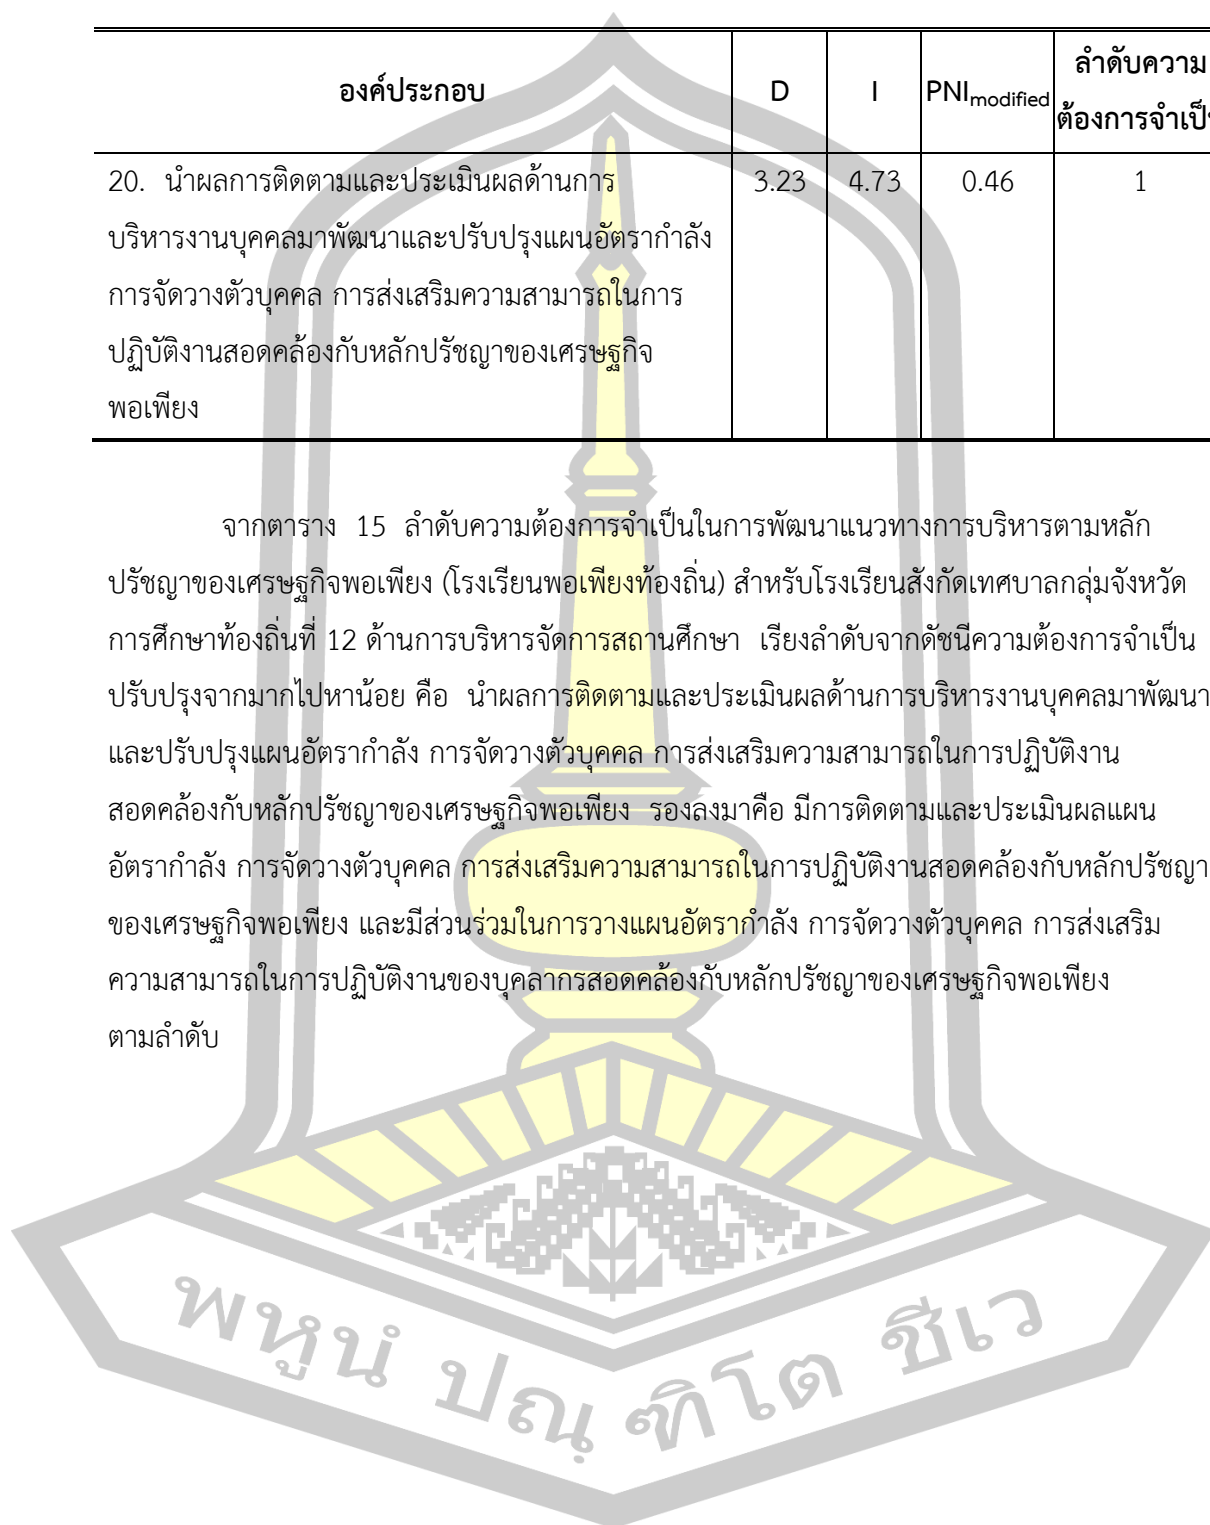 องค์ประกอบ D I PNImodified ลำดับความ
ต้องการจำเป็น
20. นำผลการติดตามและประเมินผลด้านการ 3.23 4.73 0.46 1
บริหารงานบุคคลมาพัฒนาและปรับปรุงแผนอัตรากำลัง
การจัดวางตัวบุคคล การส่งเสริมความสามารถในการ
ปฏิบัติงานสอดคล้องกับหลักปรัชญาของเศรษฐกิจ
พอเพียง
จากตาราง 15 ลำดับความต้องการจำเป็นในการพัฒนาแนวทางการบริหารตามหลัก
ปรัชญาของเศรษฐกิจพอเพียง (โรงเรียนพอเพียงท้องถิ่น) สำหรับโรงเรียนสังกัดเทศบาลกลุ่มจังหวัด
การศึกษาท้องถิ่นที่ 12 ด้านการบริหารจัดการสถานศึกษา เรียงลำดับจากดัชนีความต้องการจำเป็น
ปรับปรุงจากมากไปหาน้อย คือ นำผลการติดตามและประเมินผลด้านการบริหารงานบุคคลมาพัฒนา
และปรับปรุงแผนอัตรากำลัง การจัดวางตัวบุคคล การส่งเสริมความสามารถในการปฏิบัติงาน
สอดคล้องกับหลักปรัชญาของเศรษฐกิจพอเพียง รองลงมาคือ มีการติดตามและประเมินผลแผน
อัตรากำลัง การจัดวางตัวบุคคล การส่งเสริมความสามารถในการปฏิบัติงานสอดคล้องกับหลักปรัชญา
ของเศรษฐกิจพอเพียง และมีส่วนร่วมในการวางแผนอัตรากำลัง การจัดวางตัวบุคคล การส่งเสริม
ความสามารถในการปฏิบัติงานของบุคลากรสอดคล้องกับหลักปรัชญาของเศรษฐกิจพอเพียง
ตามลำดับ
พหูนํ ปณฺฑิโต ชีเว